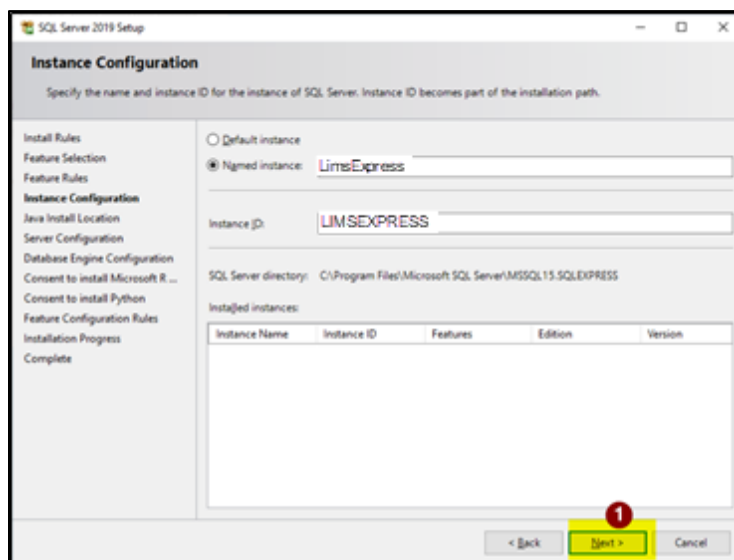 SQL Server 2019 Setup
Instance Configuration
Specify the name and instance ID for the instance of SQL Server. Instance ID becomes part of the installation path.
Install Rules
Feature Selection
Feature Rules
Instance Configuration
Java Install Location
Server Configuration
Database Engine Configuration
Consent to install Microsoft R ...
Consent to install Python
Feature Configuration Rules
Installation Progress
Complete
Default instance
Named instance: LimsExpress
Instance ID: LIMSEXPRESS
SQL Server directory: C:\Program Files\Microsoft SQL Server\MSSQL15.SQLEXPRESS
Installed instances:
Instance Name Instance ID Features Edition Version
1
< Back Next > Cancel